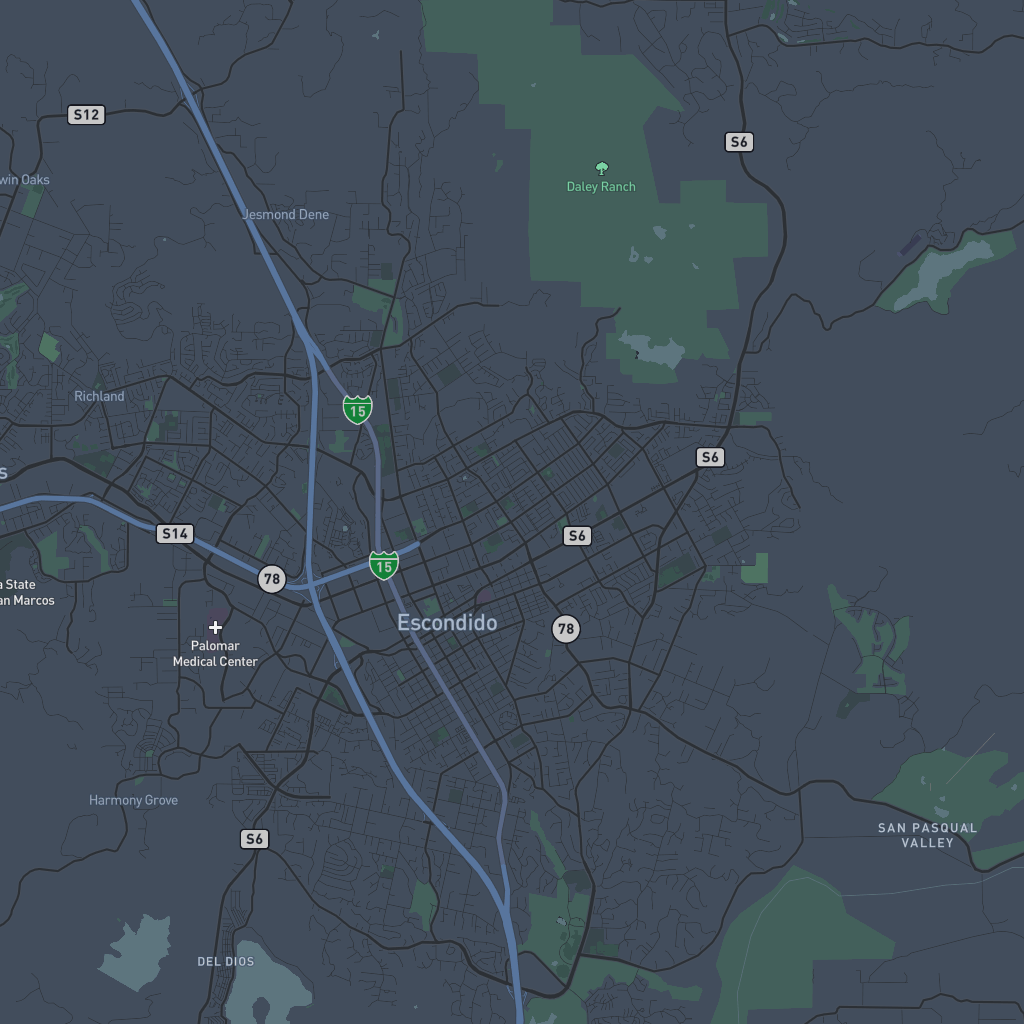 S12
S6
win Oaks
Daley Ranch
Jesmond Dene
Richland
15
S6
s
S14
S6
15
78
a State
an Marcos
Escondido
78
Palomar
Medical Center
Harmony Grove
SAN PASQUAL
VALLEY
S6
DEL DIOS